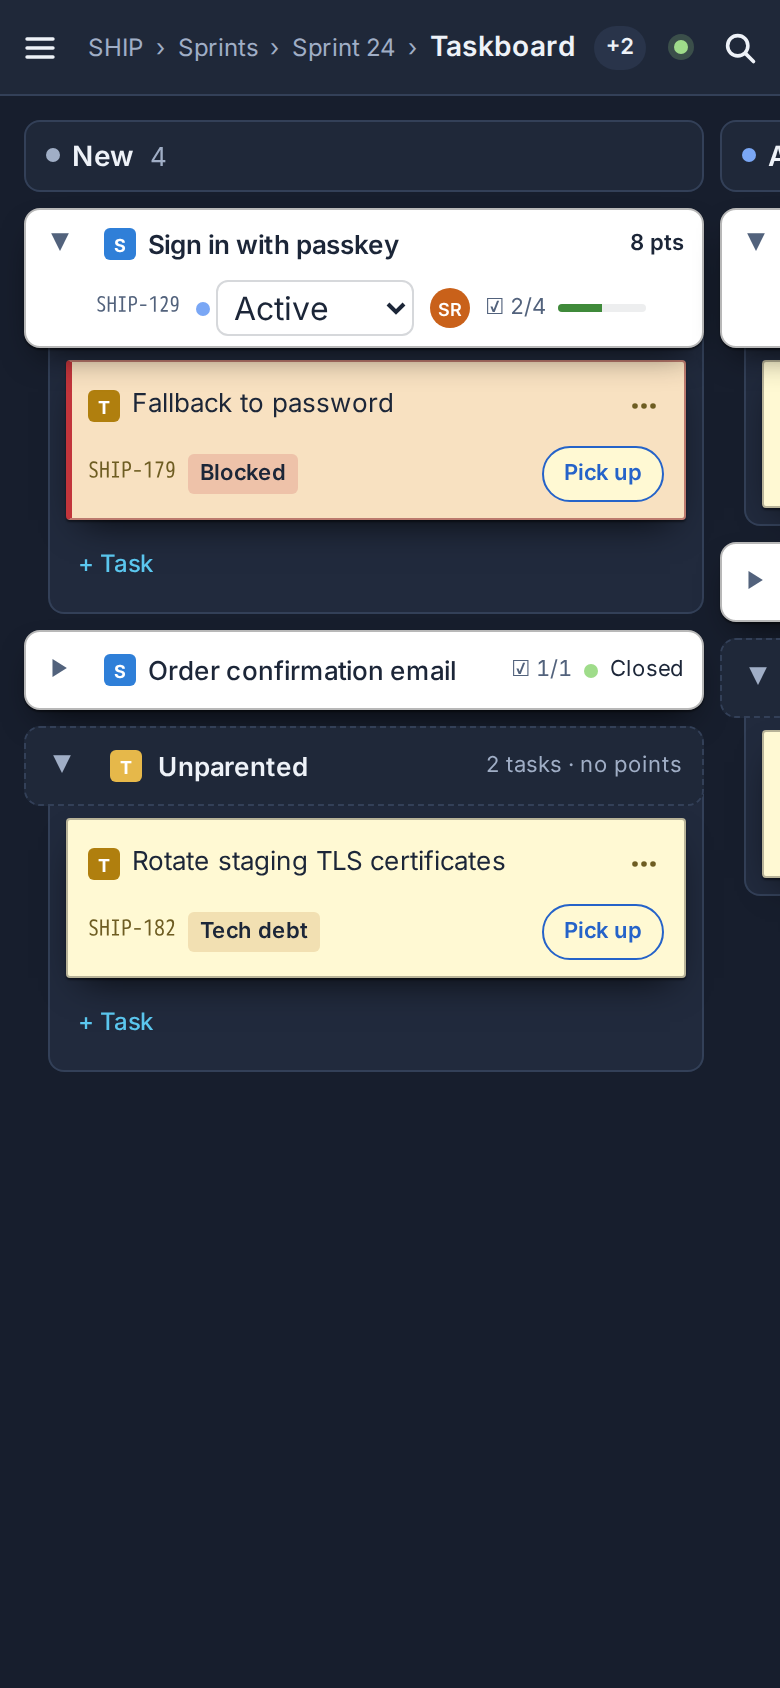 SHIP › Sprints › Sprint 24 › Taskboard +2
New 4
S Sign in with passkey 8 pts
SHIP-129 Active SR ☑ 2/4
T Fallback to password •••
SHIP-179 Blocked Pick up
+ Task
S Order confirmation email ☑ 1/1 Closed
T Unparented 2 tasks · no points
T Rotate staging TLS certificates •••
SHIP-182 Tech debt Pick up
+ Task